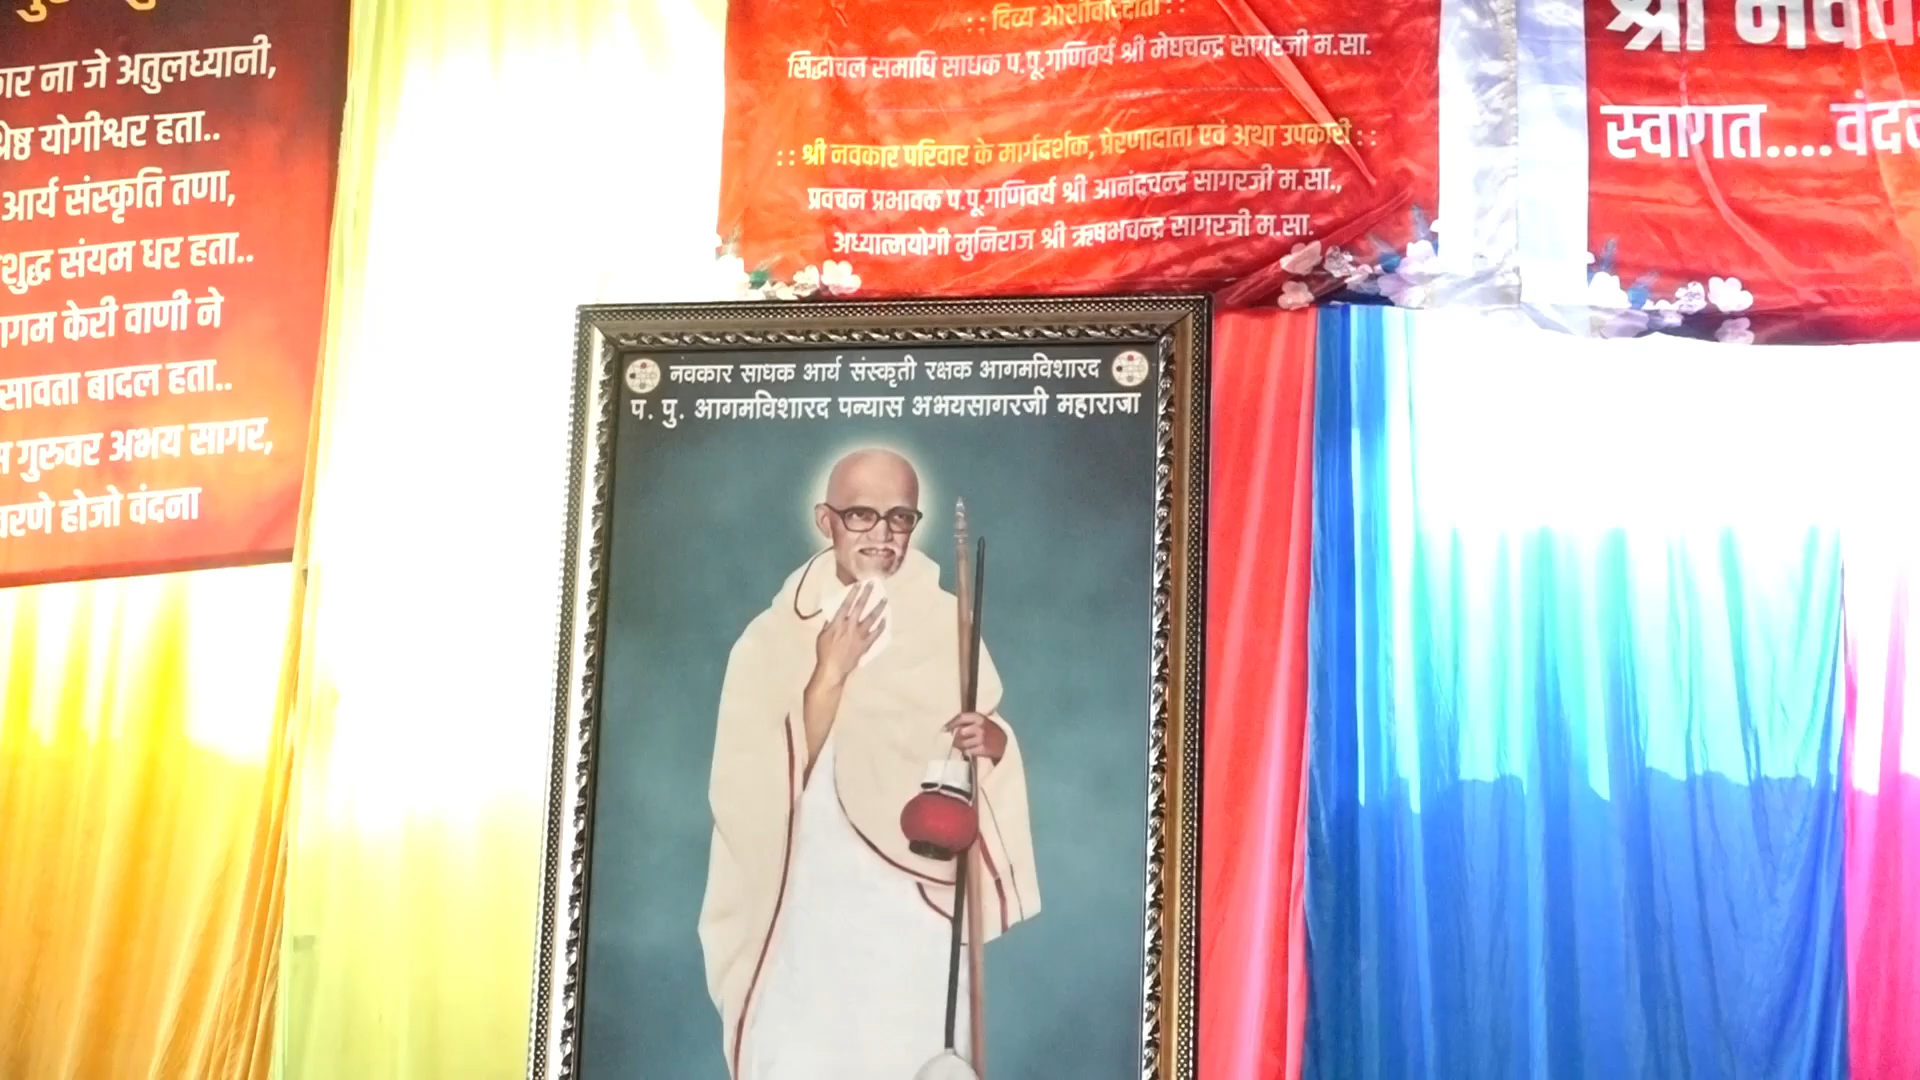 ना जे अतुलध्यानी,
योगीश्वर हता..
आर्य संस्कृति तणा,
संयम धर हता..
केरी वाणी ने
बादल हता..
गुरुवर अभय सागर,
होजो वंदना
:: दिव्य आशीर्वाददाता ::
सिद्धाचल समाधि साधक प.पू.गणिवर्य श्री मेघचन्द्र सागरजी म.सा.
:: श्री नवकार परिवार के मार्गदर्शक, प्रेरणादाता एवं अथा उपकारी ::
प्रवचन प्रभावक प.पू.गणिवर्य श्री आनंदचन्द्र सागरजी म.सा.,
अध्यात्मयोगी मुनिराज श्री ऋषभचन्द्र सागरजी म.सा.
श्री
स्वागत....
नवकार साधक आर्य संस्कृती रक्षक आगमविशारद
प. पु. आगमविशारद पन्यास अभयसागरजी महाराजा